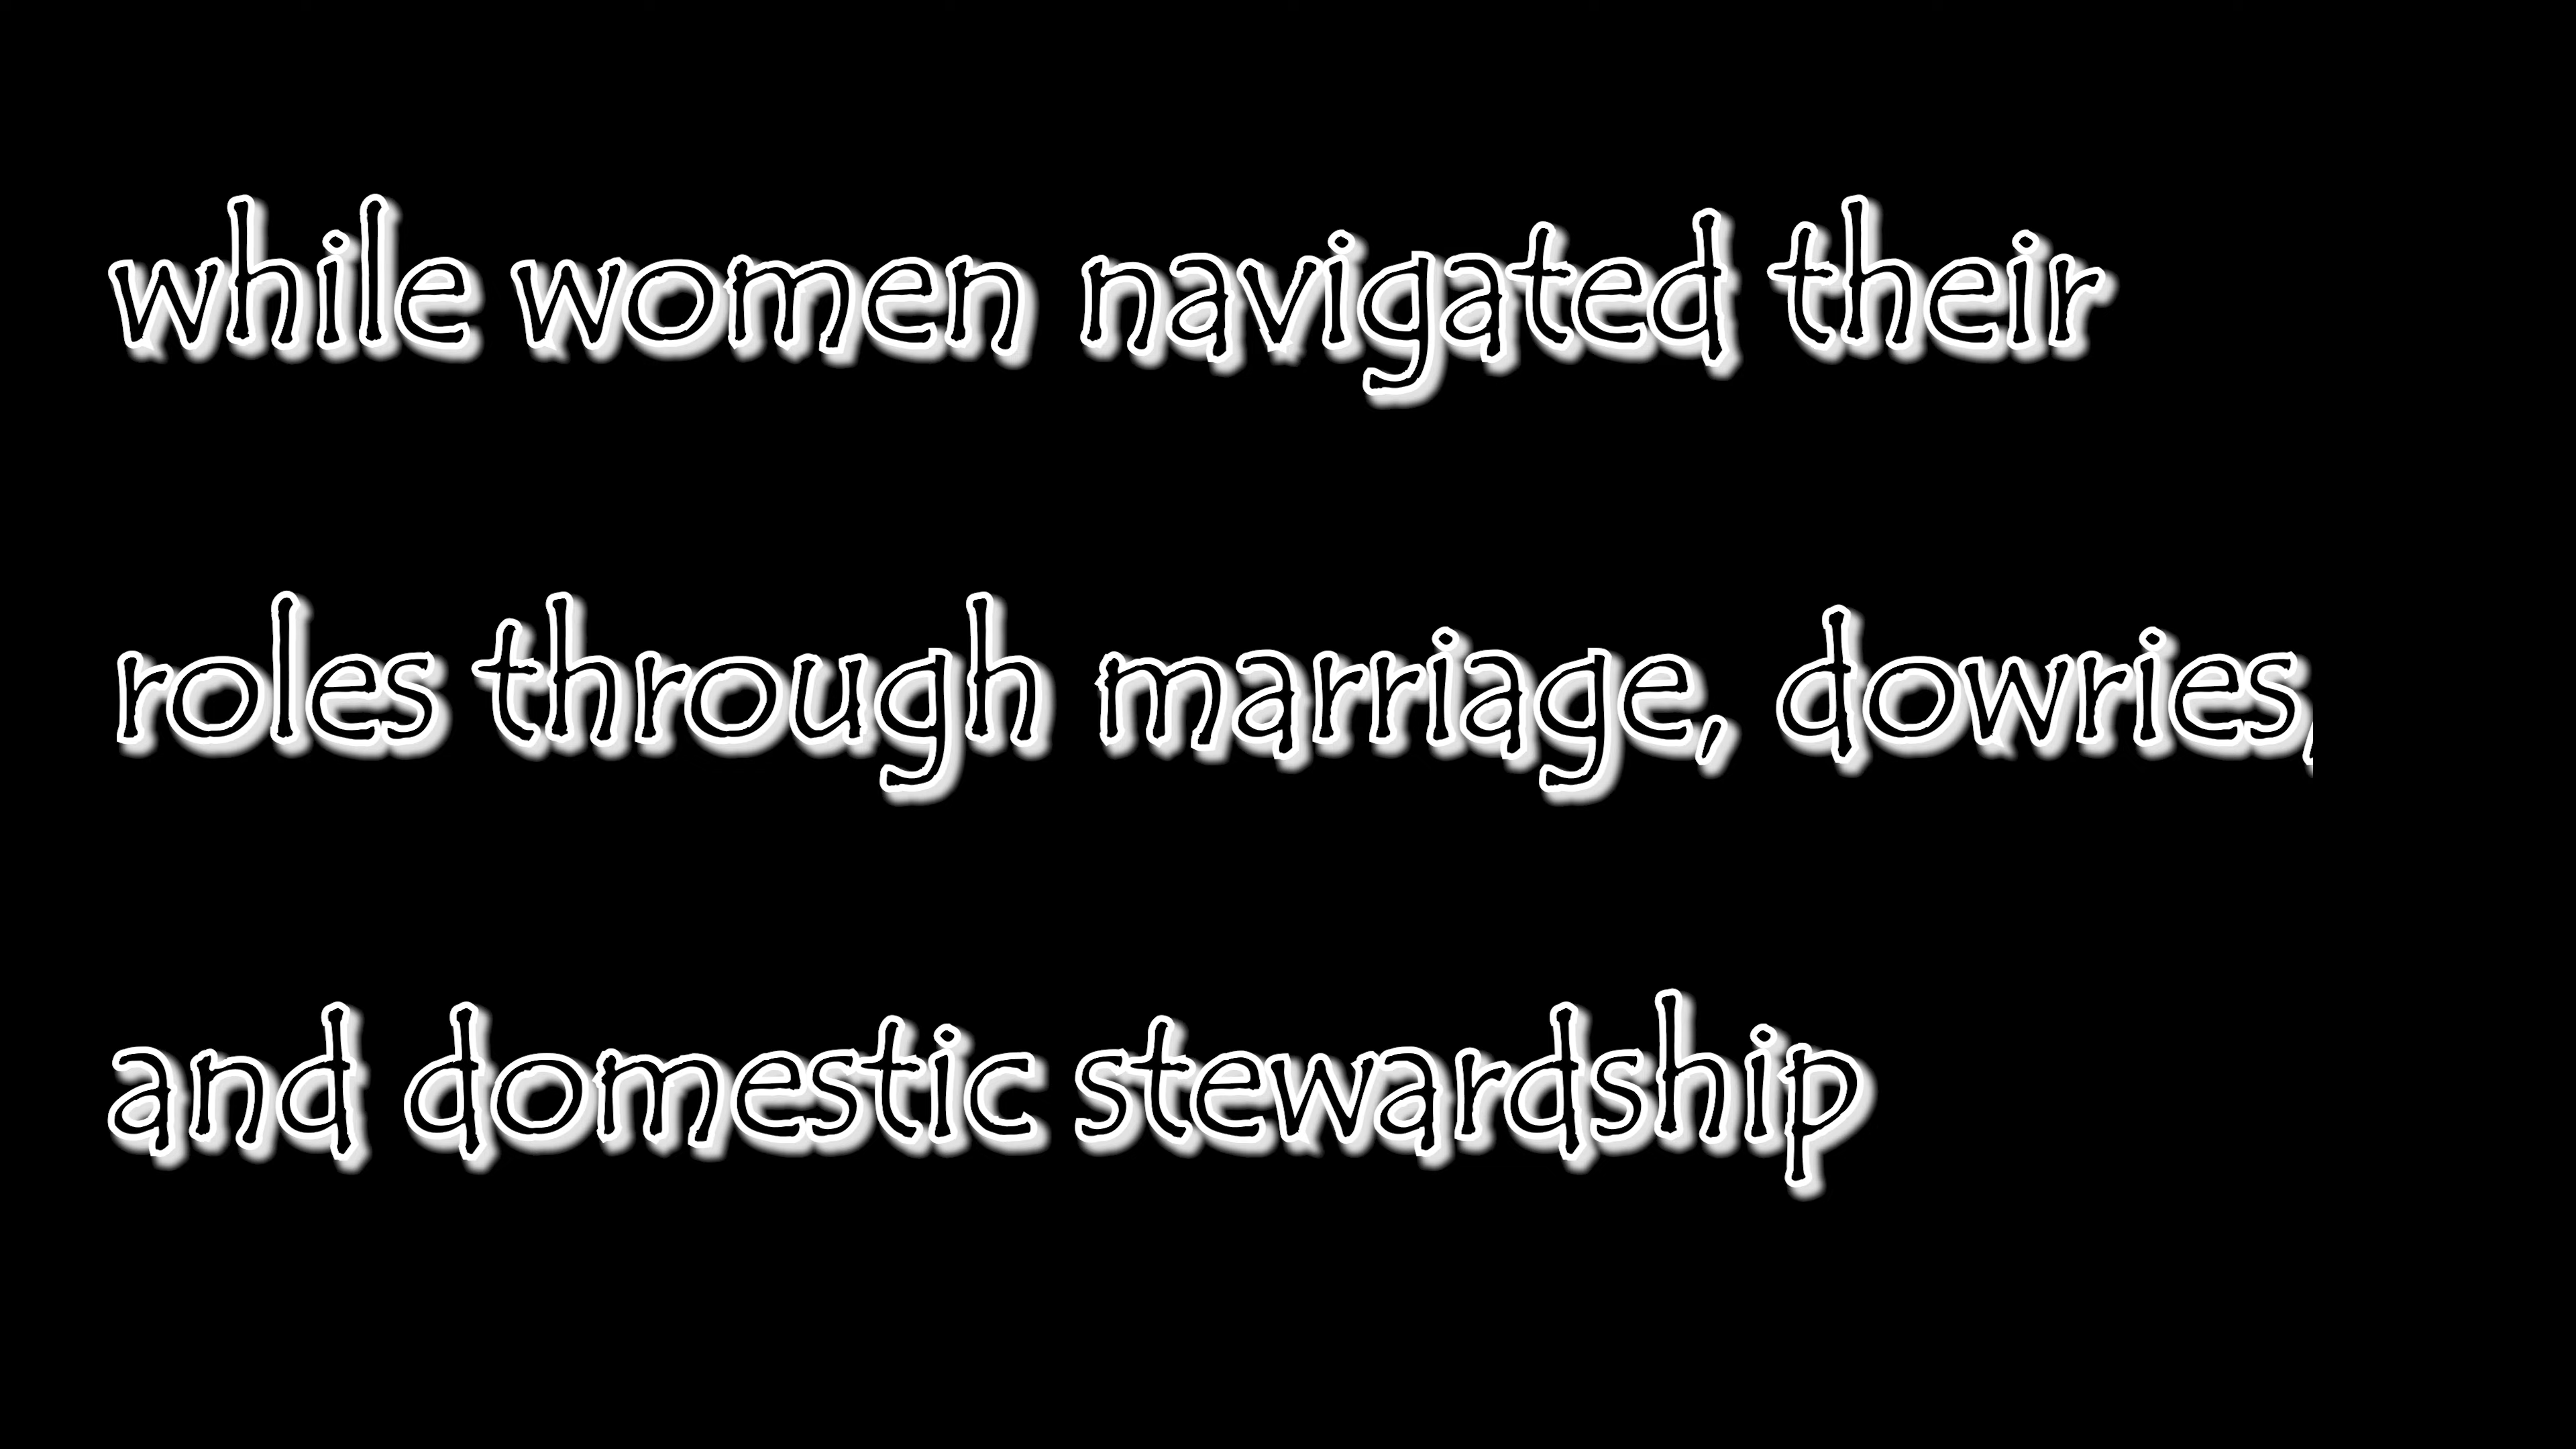 while women navigated their
roles through marriage, dowries,
and domestic stewardship